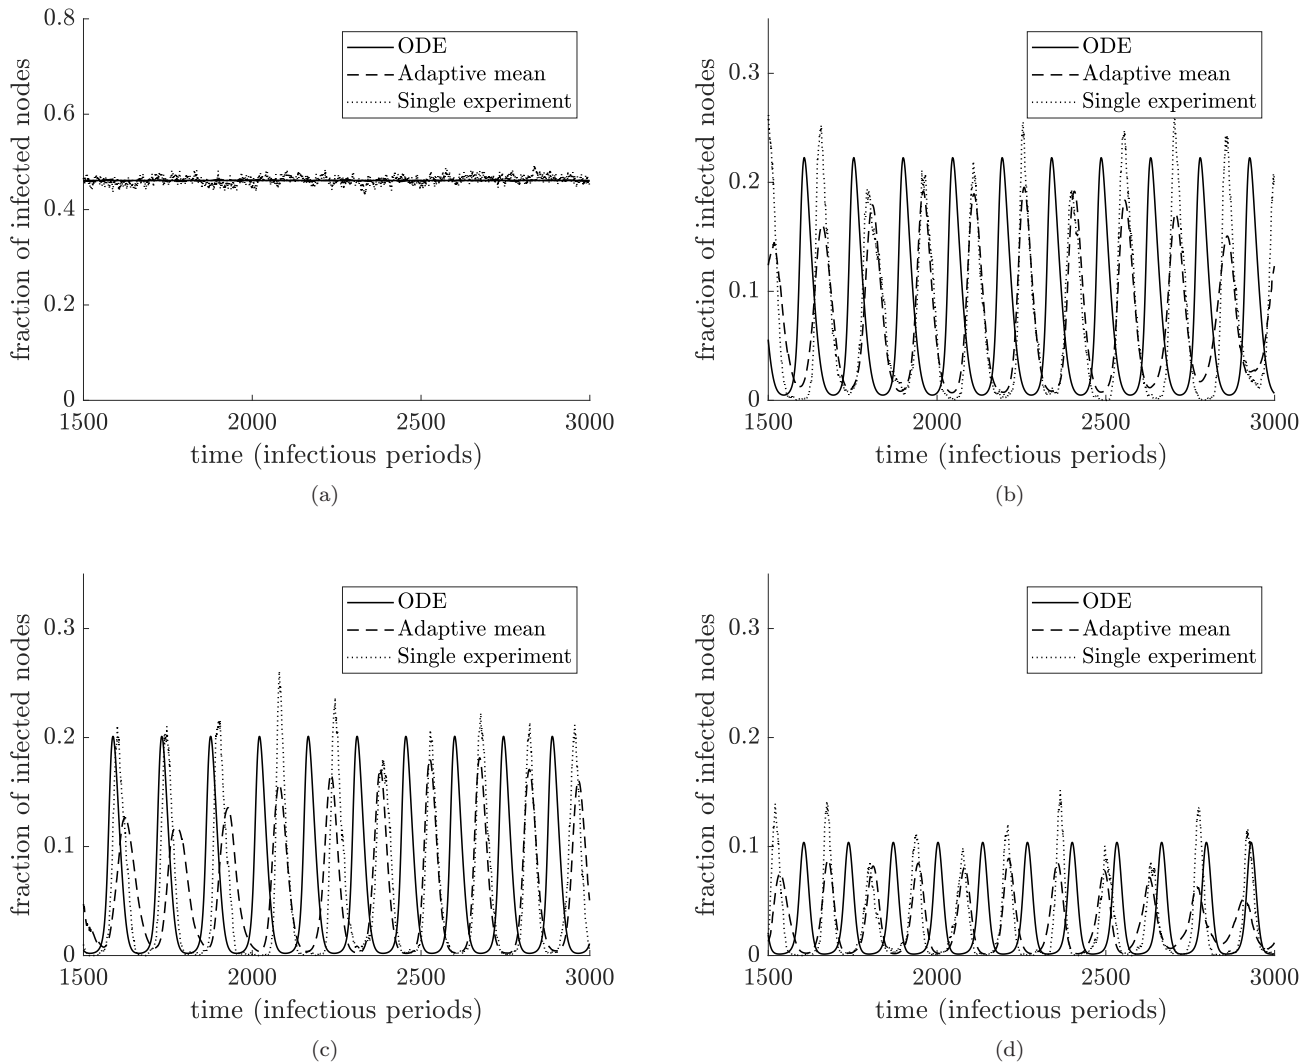 0.8
0.6
0.4
0.2
0
fraction of infected nodes
ODE
Adaptive mean
Single experiment
1500 2000 2500 3000
time (infectious periods)
(a)
0.3
0.2
0.1
0
fraction of infected nodes
ODE
Adaptive mean
Single experiment
1500 2000 2500 3000
time (infectious periods)
(b)
0.3
0.2
0.1
0
fraction of infected nodes
ODE
Adaptive mean
Single experiment
1500 2000 2500 3000
time (infectious periods)
(c)
0.3
0.2
0.1
0
fraction of infected nodes
ODE
Adaptive mean
Single experiment
1500 2000 2500 3000
time (infectious periods)
(d)